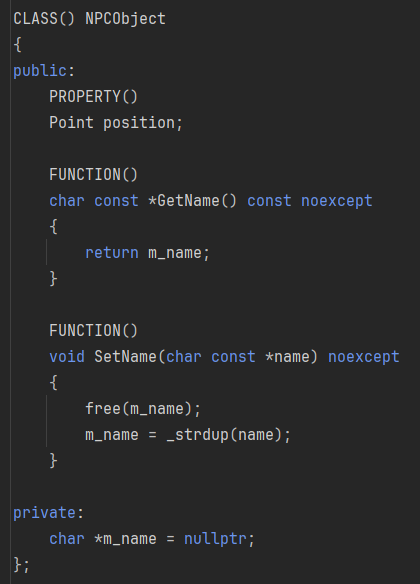 CLASS() NPCObject
{
public:
    PROPERTY()
    Point position;

    FUNCTION()
    char const *GetName() const noexcept
    {
        return m_name;
    }

    FUNCTION()
    void SetName(char const *name) noexcept
    {
        free(m_name);
        m_name = _strdup(name);
    }

private:
    char *m_name = nullptr;
};